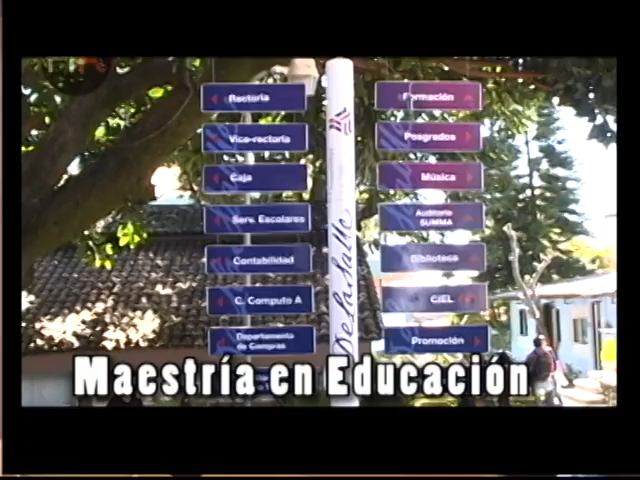 Rectoría
Vice-rectoría
Caja
Serv. Escolares
Contabilidad
C. Computo A
Departamento
de Compras
De La Salle
Formación
Posgrados
Música
Auditorio
SUMMA
Biblioteca
CIEL
Promoción
Maestría en Educación